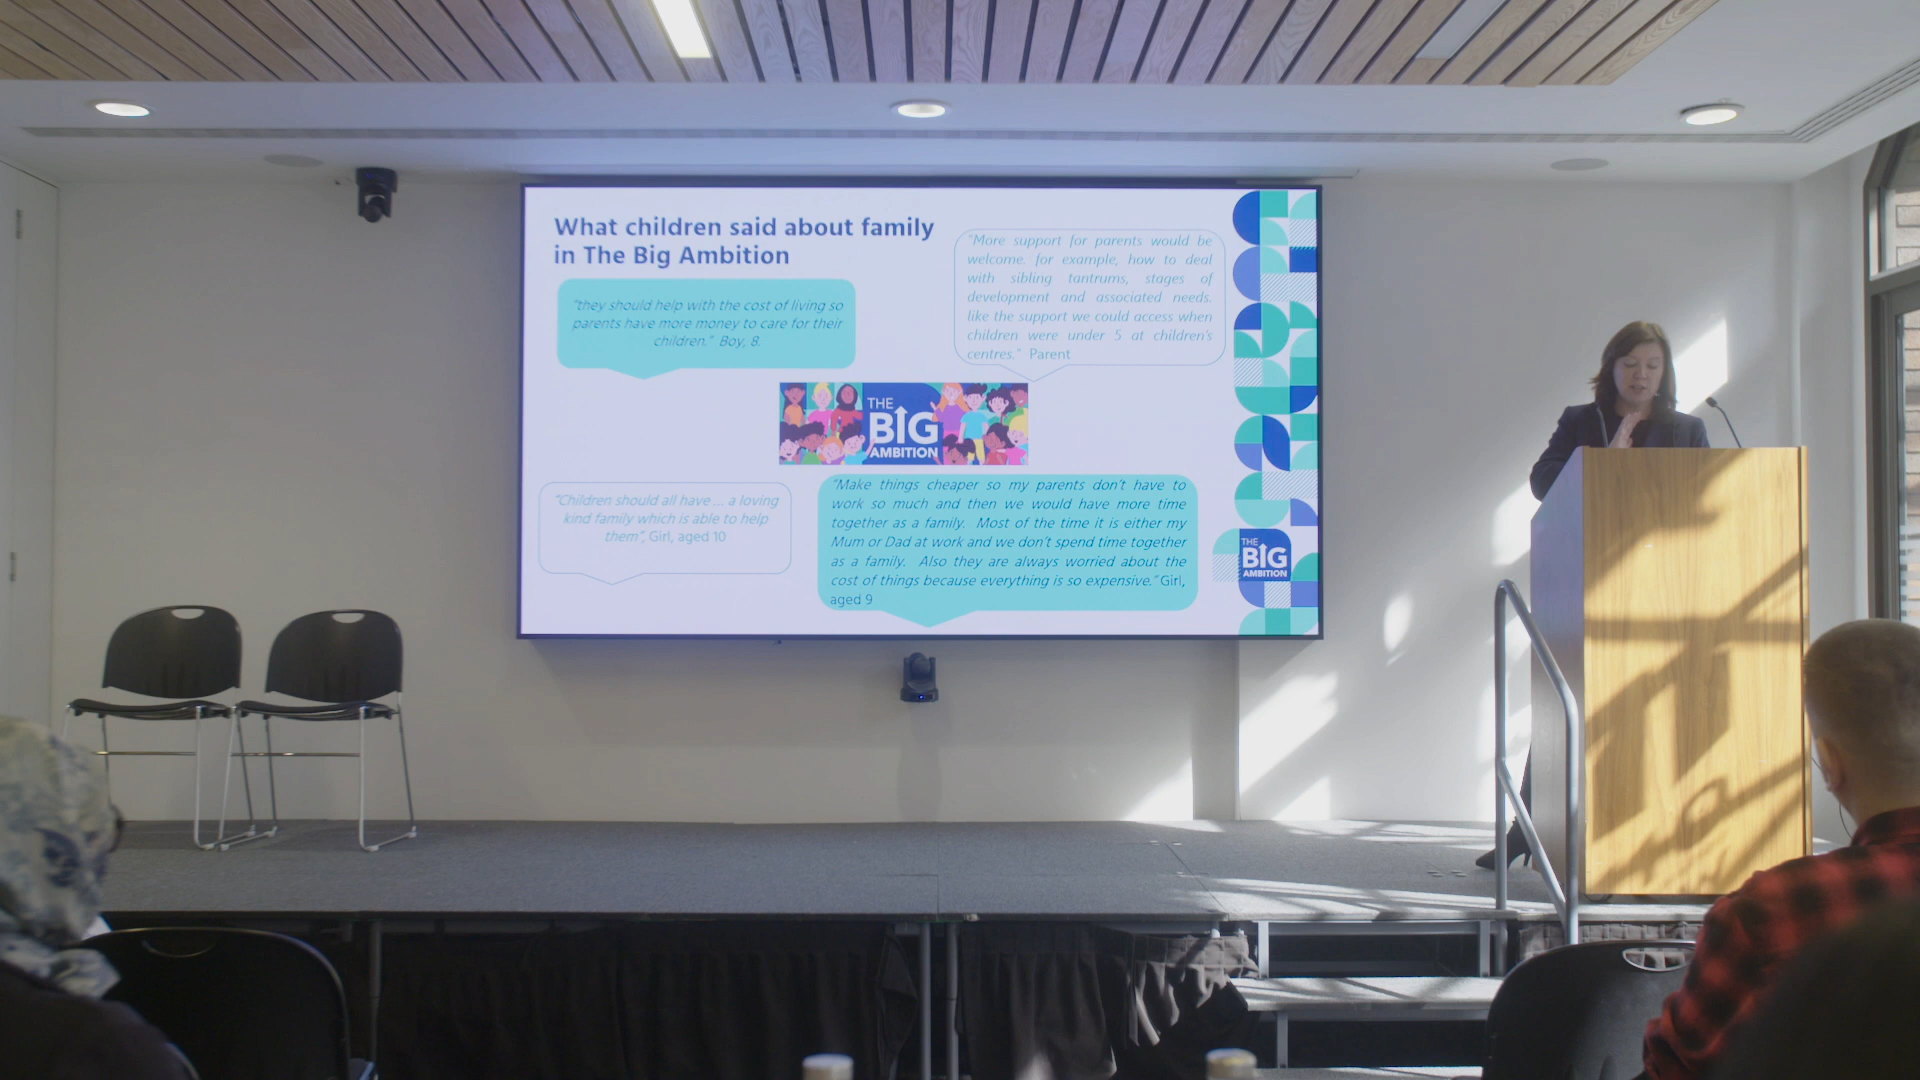 What children said about family
in The Big Ambition
"they should help with the cost of living so
parents have more money to care for their
children." Boy, 8.
"More support for parents would be
welcome. for example, how to deal
with sibling tantrums, stages of
development and associated needs.
like the support we could access when
children were under 5 at children's
centres." Parent
THE
BIG
AMBITION
"Children should all have ... a loving
kind family which is able to help
them", Girl, aged 10
"Make things cheaper so my parents don't have to
work so much and then we would have more time
together as a family. Most of the time it is either my
Mum or Dad at work and we don't spend time together
as a family. Also they are always worried about the
cost of things because everything is so expensive." Girl,
aged 9
THE
BIG
AMBITION